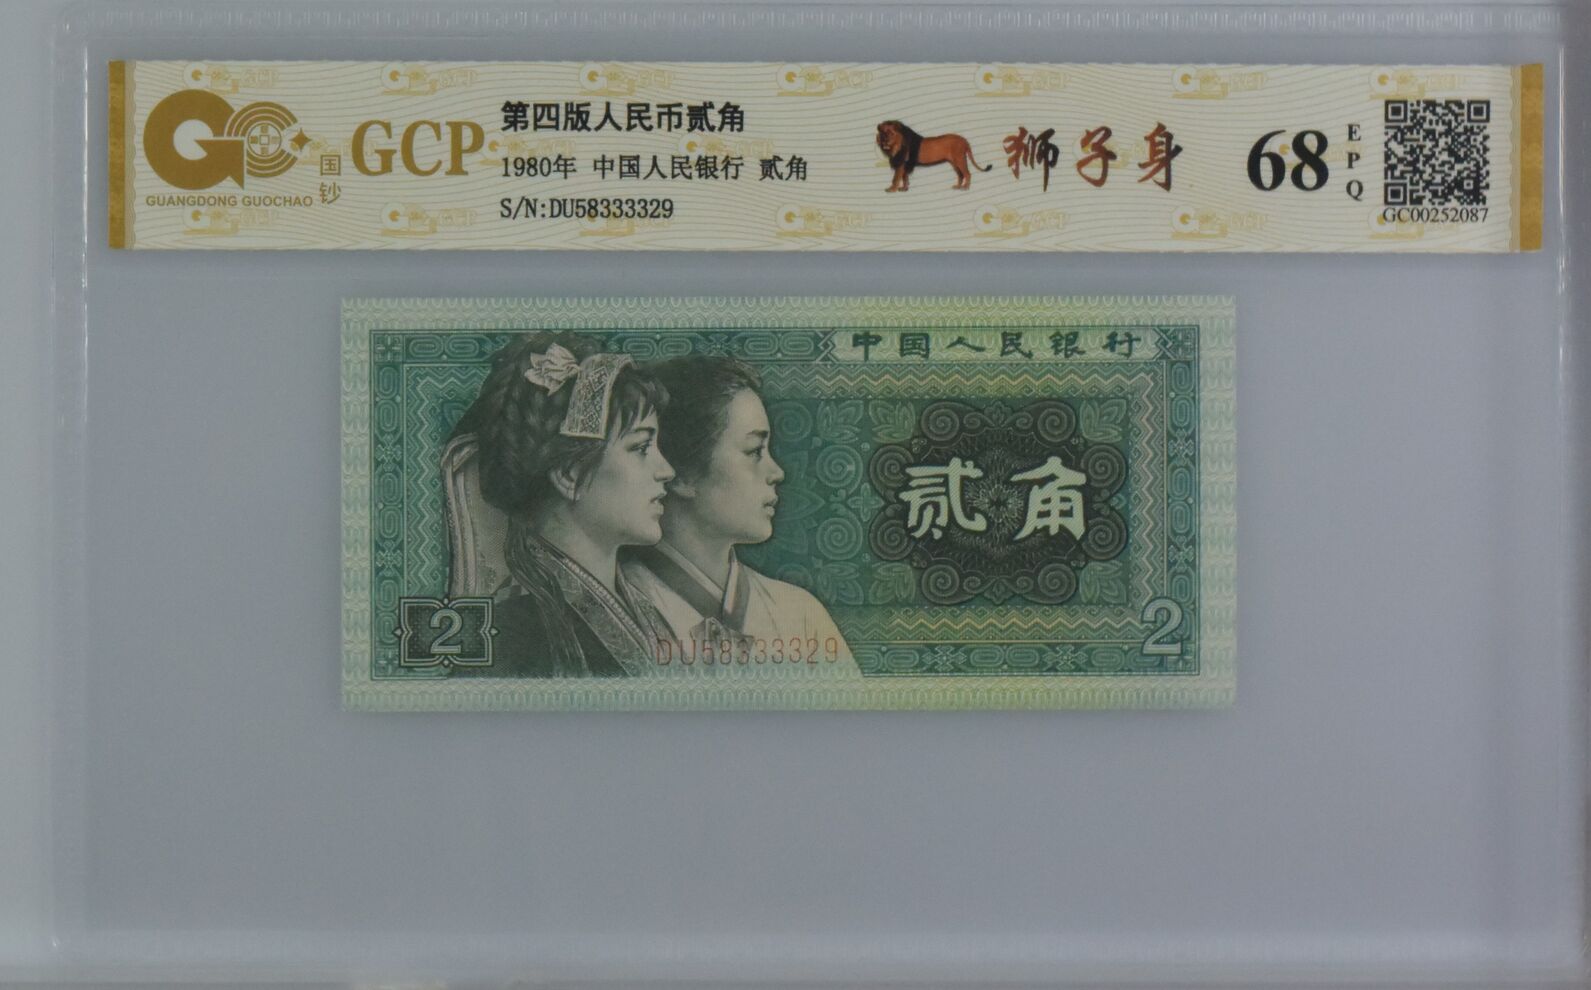 GCP
国钞
GUANGDONG GUOCHAO
第四版人民币贰角
1980年 中国人民银行 贰角
S/N:DU58333329
狮子身
68
EPQ
GC00252087
中国人民银行
贰角
2
2
DU58333329